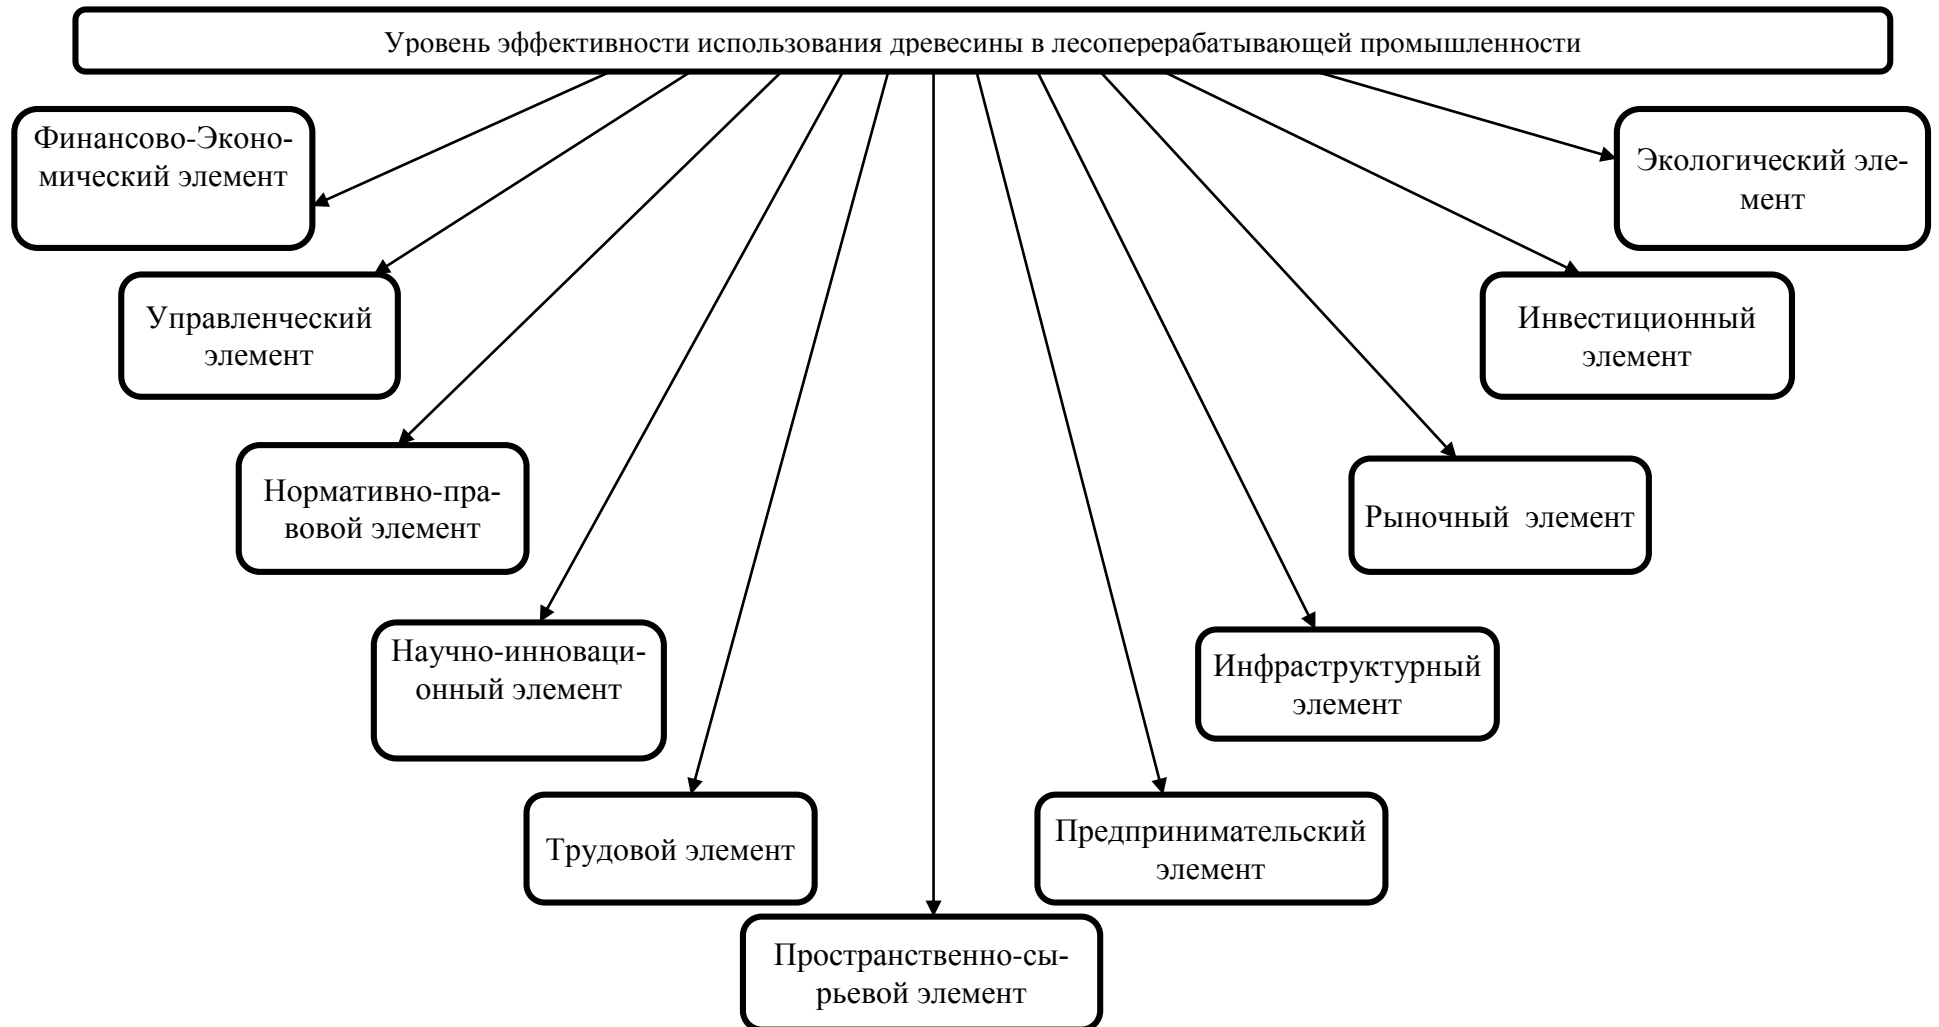 Уровень эффективности использования древесины в лесоперерабатывающей промышленности
Финансово-Эконо-
мический элемент
Экологический эле-
мент
Управленческий
элемент
Инвестиционный
элемент
Нормативно-пра-
вовой элемент
Рыночный элемент
Научно-инноваци-
онный элемент
Инфраструктурный
элемент
Трудовой элемент
Предпринимательский
элемент
Пространственно-сы-
рьевой элемент